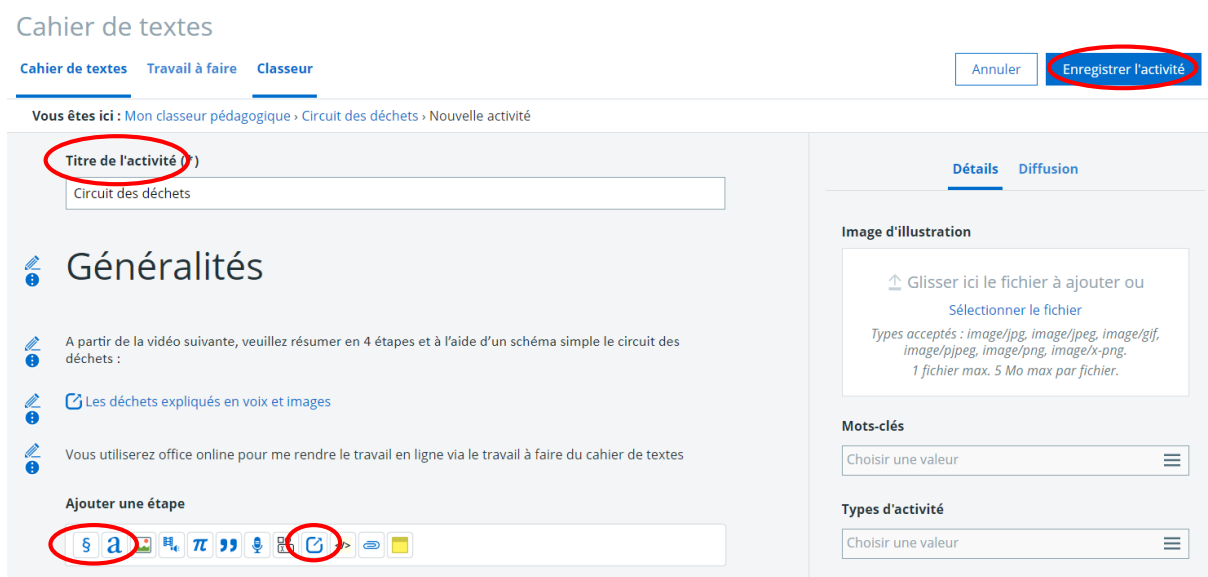 Cahier de textes
Cahier de textes Travail à faire Classeur
Annuler Enregistrer l'activité
Vous êtes ici : Mon classeur pédagogique › Circuit des déchets › Nouvelle activité
Titre de l'activité (*)
Circuit des déchets
Généralités
A partir de la vidéo suivante, veuillez résumer en 4 étapes et à l’aide d’un schéma simple le circuit des
déchets :
Les déchets expliqués en voix et images
Vous utiliserez office online pour me rendre le travail en ligne via le travail à faire du cahier de textes
Ajouter une étape
§ a π
Détails Diffusion
Image d'illustration
Glisser ici le fichier à ajouter ou
Sélectionner le fichier
Types acceptés : image/jpg, image/jpeg, image/gif,
image/pjpeg, image/png, image/x-png.
1 fichier max. 5 Mo max par fichier.
Mots-clés
Choisir une valeur
Types d'activité
Choisir une valeur